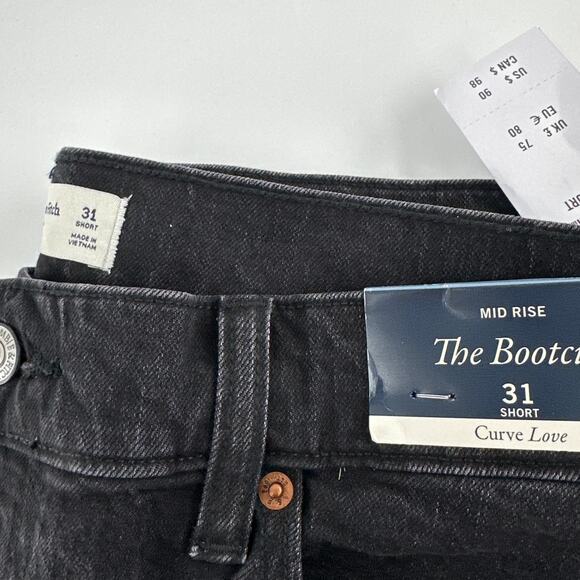 CAN $ 98
US $ 90
EU € 80
UK £ 75
31
SHORT
MADE IN
VIETNAM
MID RISE
The Bootcu
31
SHORT
Curve Love